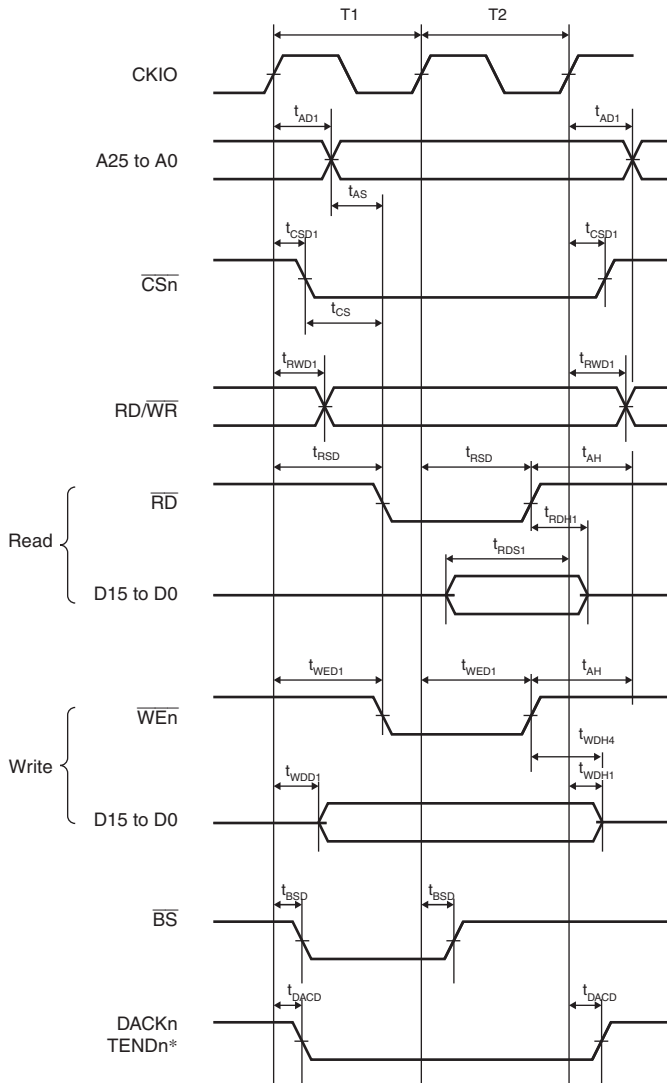 T1 T2
CKIO
tAD1 tAD1
A25 to A0
tAS
tCSD1 tCSD1
CSn
tCS
tRWD1 tRWD1
RD/WR
tRSD tRSD tAH
RD
tRDH1
Read
tRDS1
D15 to D0
tWED1 tWED1 tAH
WEn
tWDH4
Write
tWDD1 tWDH1
D15 to D0
tBSD tBSD
BS
tDACD tDACD
DACKn
TENDn*